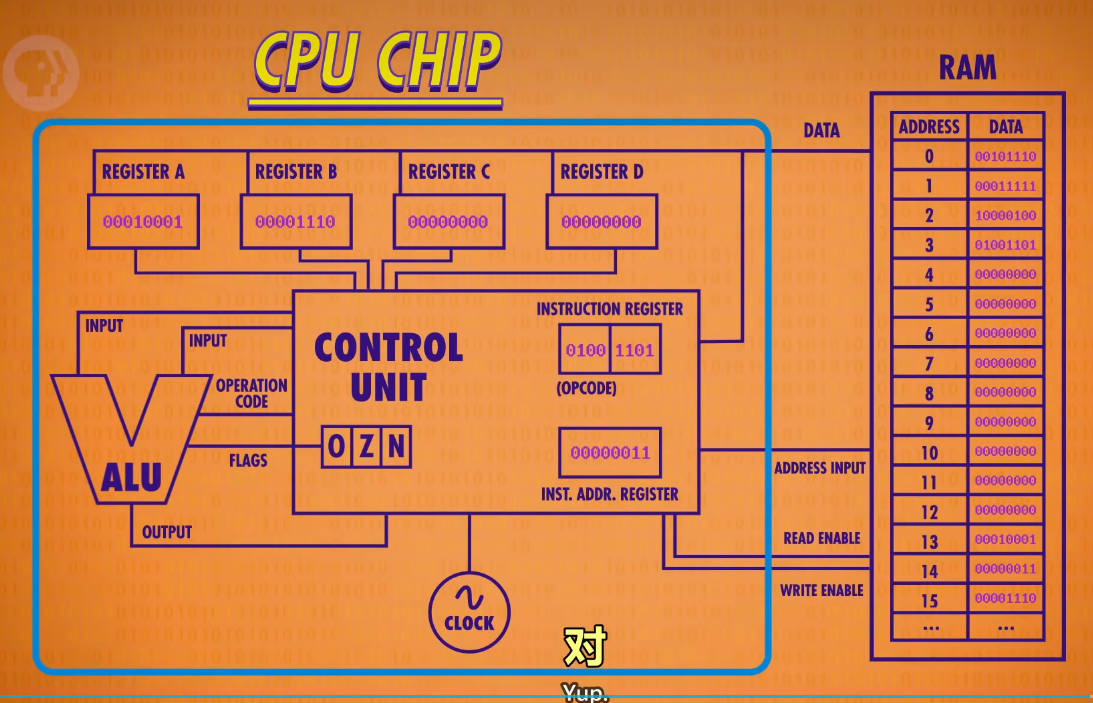 CPU CHIP
RAM
DATA
ADDRESS DATA
0 00101110
1 00011111
2 10000100
3 01001101
4 00000000
5 00000000
6 00000000
7 00000000
8 00000000
9 00000000
10 00000000
11 00000000
12 00000000
13 00010001
14 00000011
15 00001110
... ...
REGISTER A
00010001
REGISTER B
00001110
REGISTER C
00000000
REGISTER D
00000000
INPUT
INPUT
OPERATION
CODE
FLAGS
ALU
OUTPUT
CONTROL
UNIT
O Z N
INSTRUCTION REGISTER
0100 1101
(OPCODE)
00000011
INST. ADDR. REGISTER
ADDRESS INPUT
READ ENABLE
WRITE ENABLE
CLOCK
对
Yup.